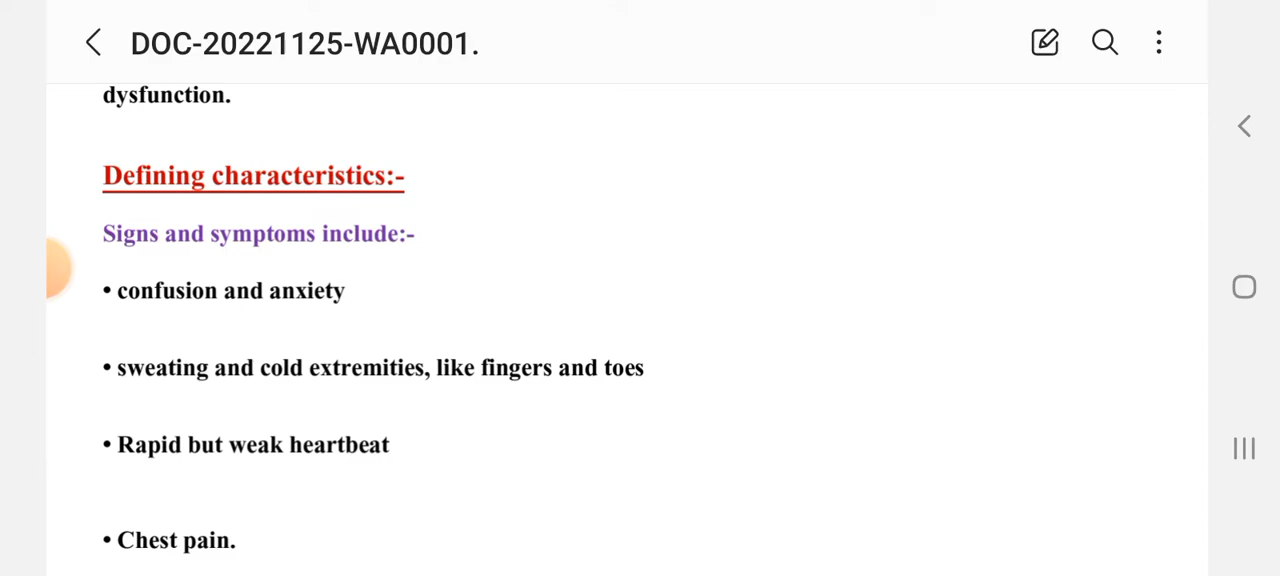 DOC-20221125-WA0001.
dysfunction.
Defining characteristics:-
Signs and symptoms include:-
• confusion and anxiety
• sweating and cold extremities, like fingers and toes
• Rapid but weak heartbeat
• Chest pain.